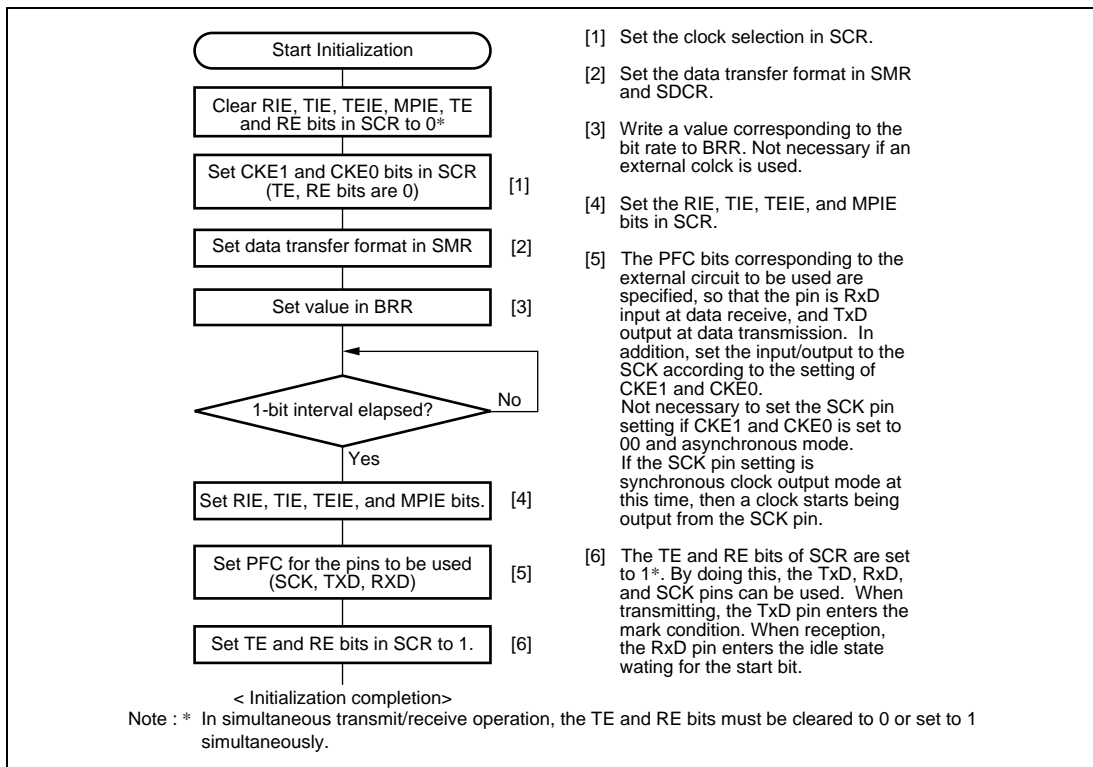 Start Initialization
Clear RIE, TIE, TEIE, MPIE, TE
and RE bits in SCR to 0*
Set CKE1 and CKE0 bits in SCR
(TE, RE bits are 0)
[1]
Set data transfer format in SMR
[2]
Set value in BRR
[3]
1-bit interval elapsed?
No
Yes
Set RIE, TIE, TEIE, and MPIE bits.
[4]
Set PFC for the pins to be used
(SCK, TXD, RXD)
[5]
Set TE and RE bits in SCR to 1.
[6]
< Initialization completion>
[1] Set the clock selection in SCR.
[2] Set the data transfer format in SMR
and SDCR.
[3] Write a value corresponding to the
bit rate to BRR. Not necessary if an
external colck is used.
[4] Set the RIE, TIE, TEIE, and MPIE
bits in SCR.
[5] The PFC bits corresponding to the
external circuit to be used are
specified, so that the pin is RxD
input at data receive, and TxD
output at data transmission. In
addition, set the input/output to the
SCK according to the setting of
CKE1 and CKE0.
Not necessary to set the SCK pin
setting if CKE1 and CKE0 is set to
00 and asynchronous mode.
If the SCK pin setting is
synchronous clock output mode at
this time, then a clock starts being
output from the SCK pin.
[6] The TE and RE bits of SCR are set
to 1*. By doing this, the TxD, RxD,
and SCK pins can be used. When
transmitting, the TxD pin enters the
mark condition. When reception,
the RxD pin enters the idle state
wating for the start bit.
Note : * In simultaneous transmit/receive operation, the TE and RE bits must be cleared to 0 or set to 1
simultaneously.